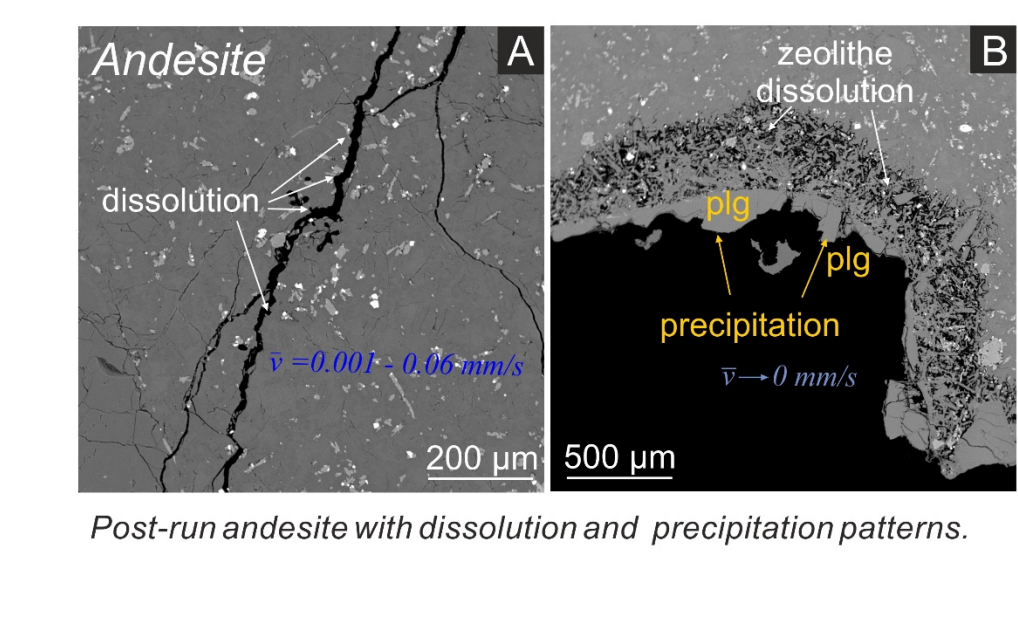 Andesite
A
dissolution
v̅ =0.001 - 0.06 mm/s
200 µm
zeolithe
dissolution
B
plg
plg
precipitation
v̅→0 mm/s
500 µm
Post-run andesite with dissolution and precipitation patterns.